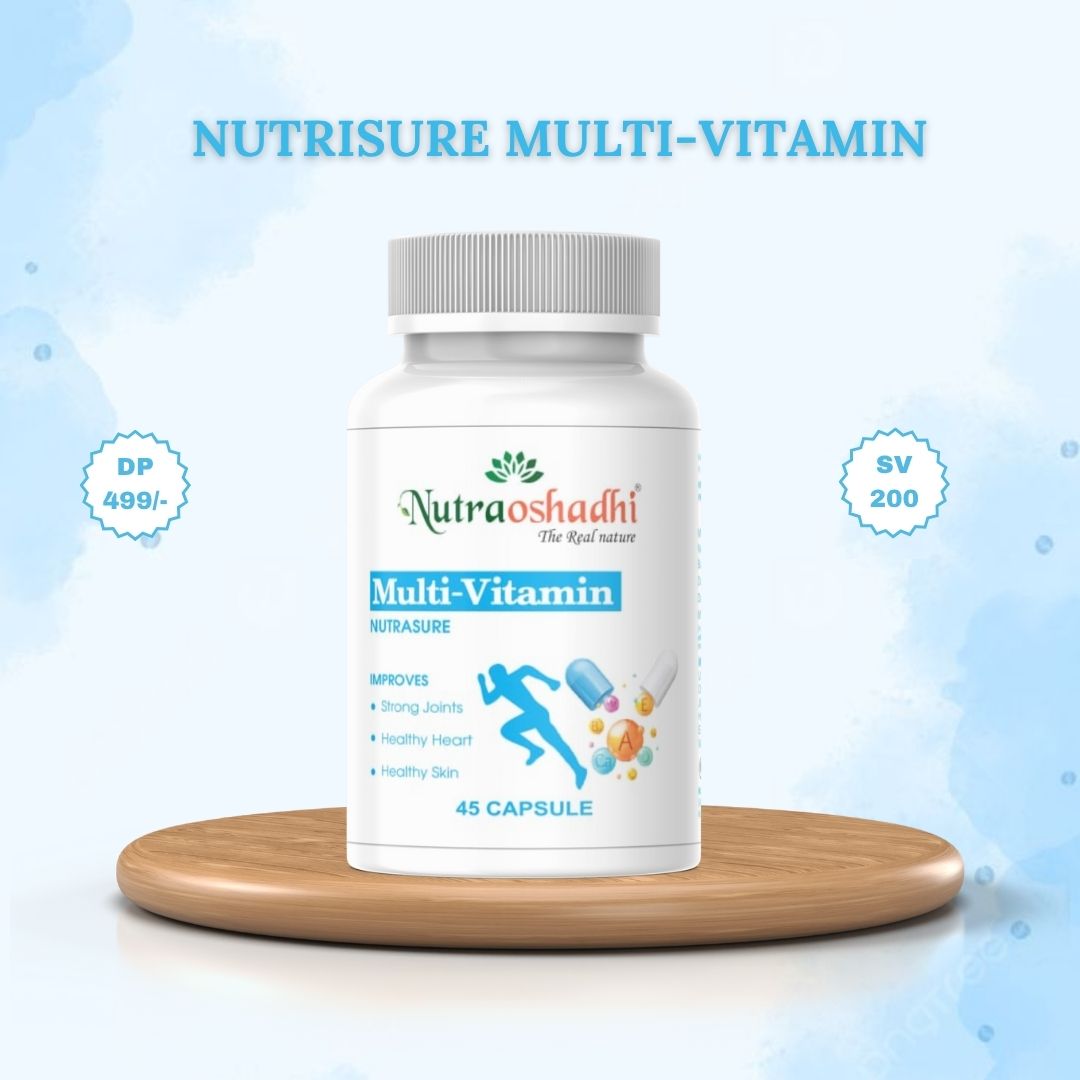 NUTRISURE MULTI-VITAMIN
DP
499/-
SV
200
Nutraoshadhi®
The Real nature
Multi-Vitamin
NUTRASURE
IMPROVES
• Strong Joints
• Healthy Heart
• Healthy Skin
E
A
Ca
45 CAPSULE